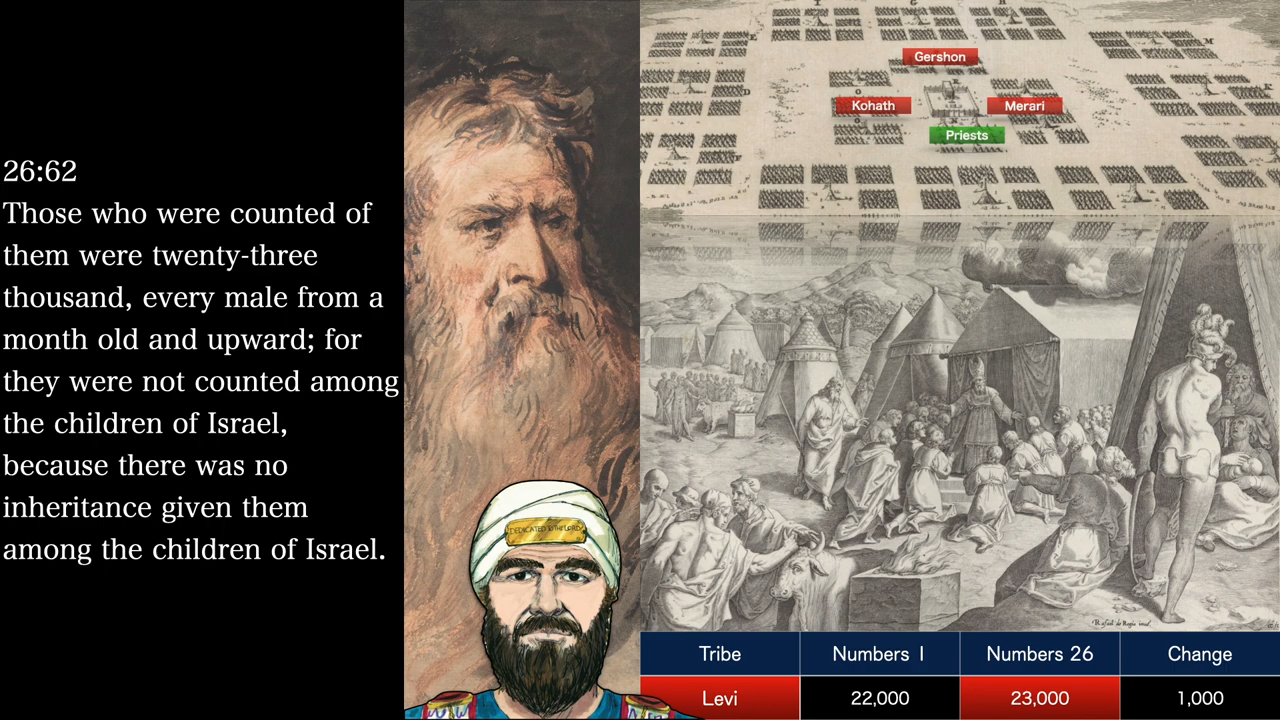 26:62
Those who were counted of
them were twenty-three
thousand, every male from a
month old and upward; for
they were not counted among
the children of Israel,
because there was no
inheritance given them
among the children of Israel.
Gershon
Kohath
Merari
Priests
DEDICATED TO THE LORD
Tribe Numbers 1 Numbers 26 Change
Levi 22,000 23,000 1,000